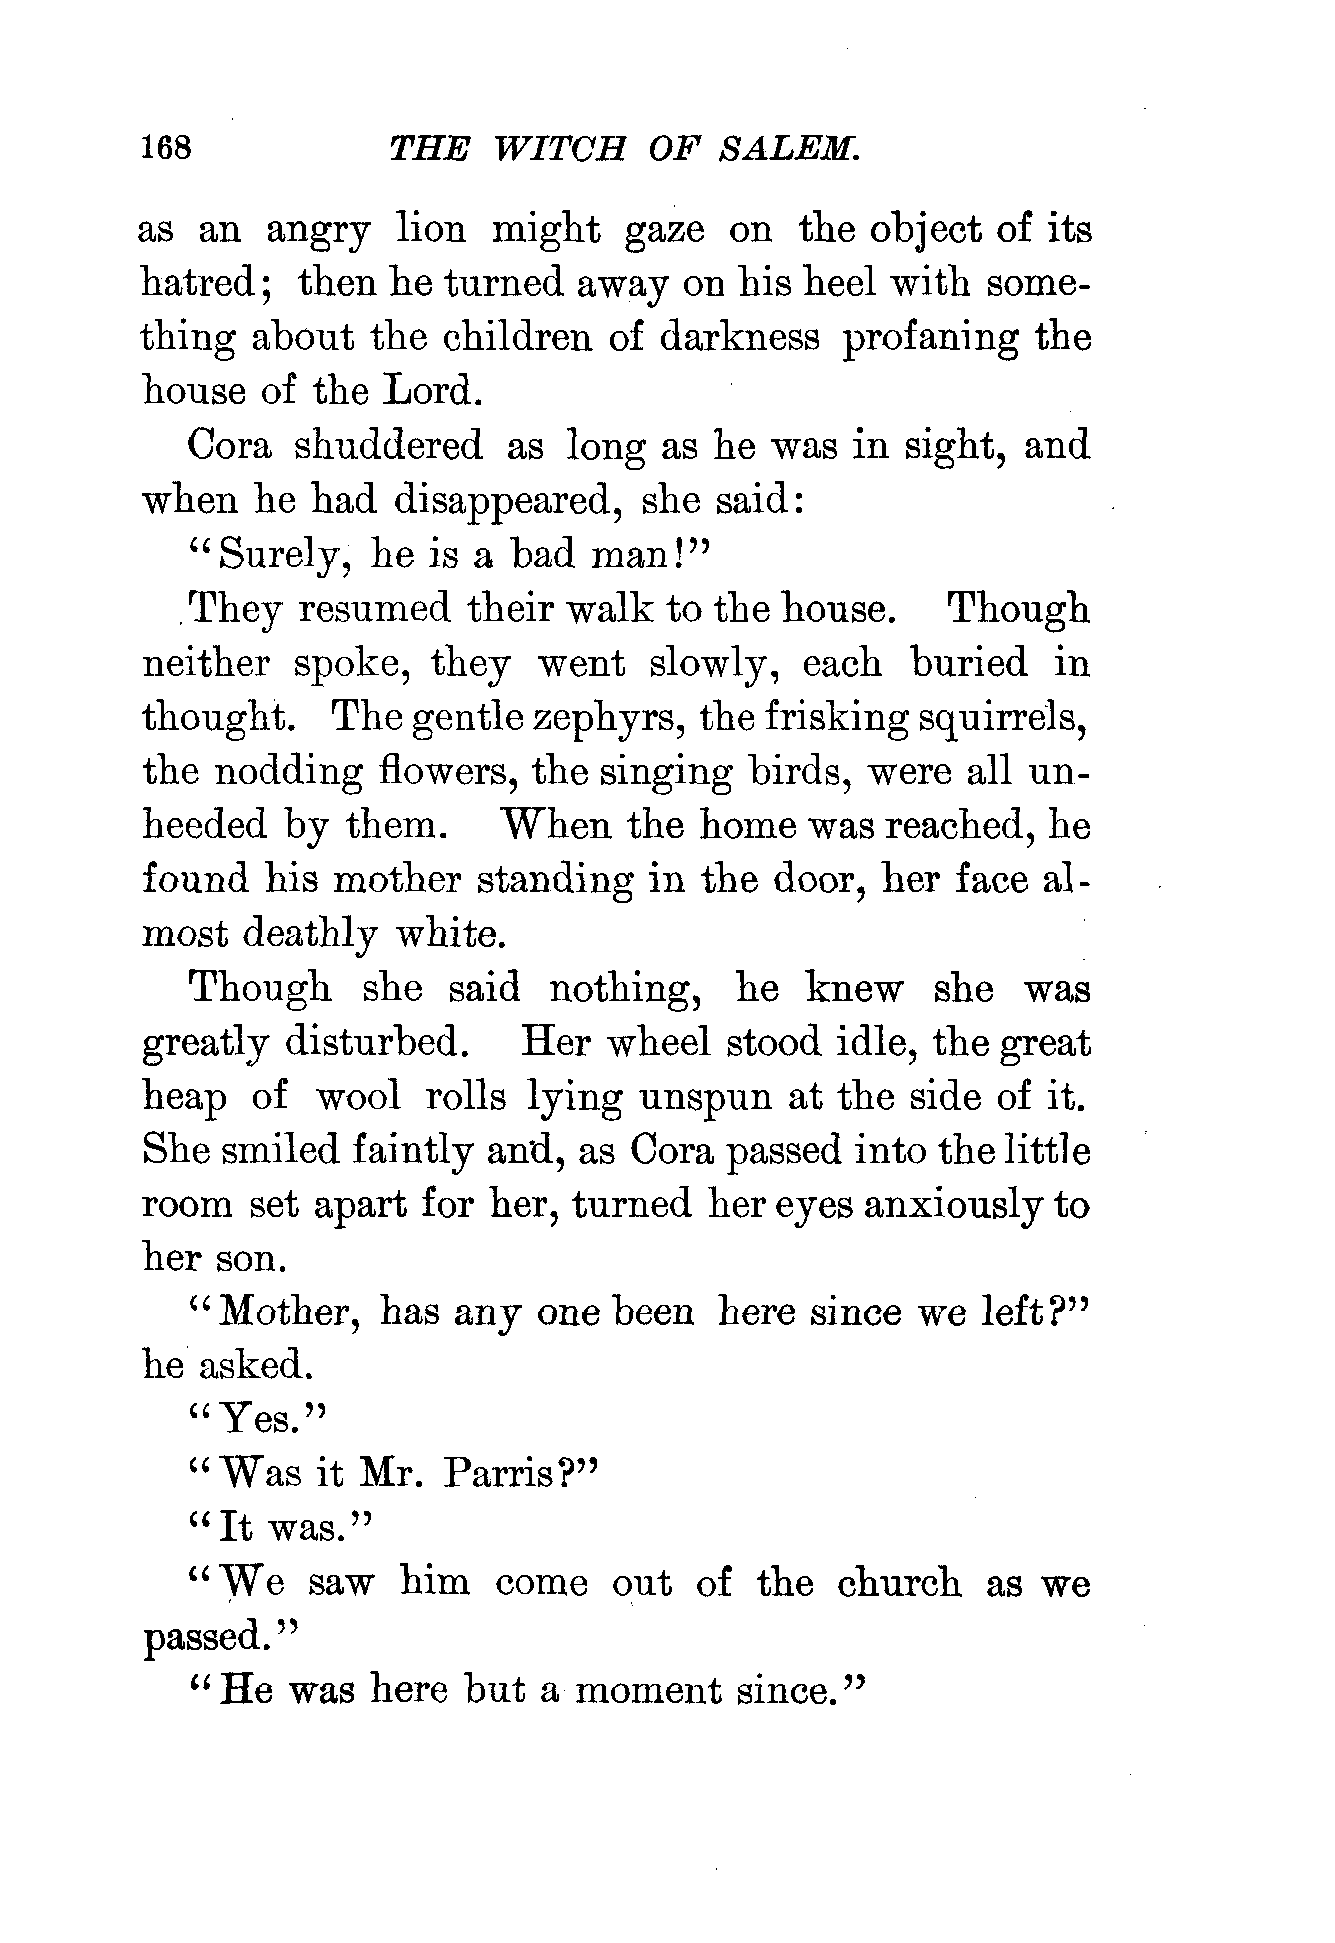 168 THE WITCH OF SALEM.
as an angry lion might gaze on the object of its
hatred; then he turned away on his heel with some-
thing about the children of darkness profaning the
house of the Lord.
Cora shuddered as long as he was in sight, and
when he had disappeared, she said:
"Surely, he is a bad man!"
They resumed their walk to the house. Though
neither spoke, they went slowly, each buried in
thought. The gentle zephyrs, the frisking squirrels,
the nodding flowers, the singing birds, were all un-
heeded by them. When the home was reached, he
found his mother standing in the door, her face al-
most deathly white.
Though she said nothing, he knew she was
greatly disturbed. Her wheel stood idle, the great
heap of wool rolls lying unspun at the side of it.
She smiled faintly and, as Cora passed into the little
room set apart for her, turned her eyes anxiously to
her son.
"Mother, has any one been here since we left?"
he asked.
"Yes."
"Was it Mr. Parris?"
"It was."
"We saw him come out of the church as we
passed."
"He was here but a moment since."